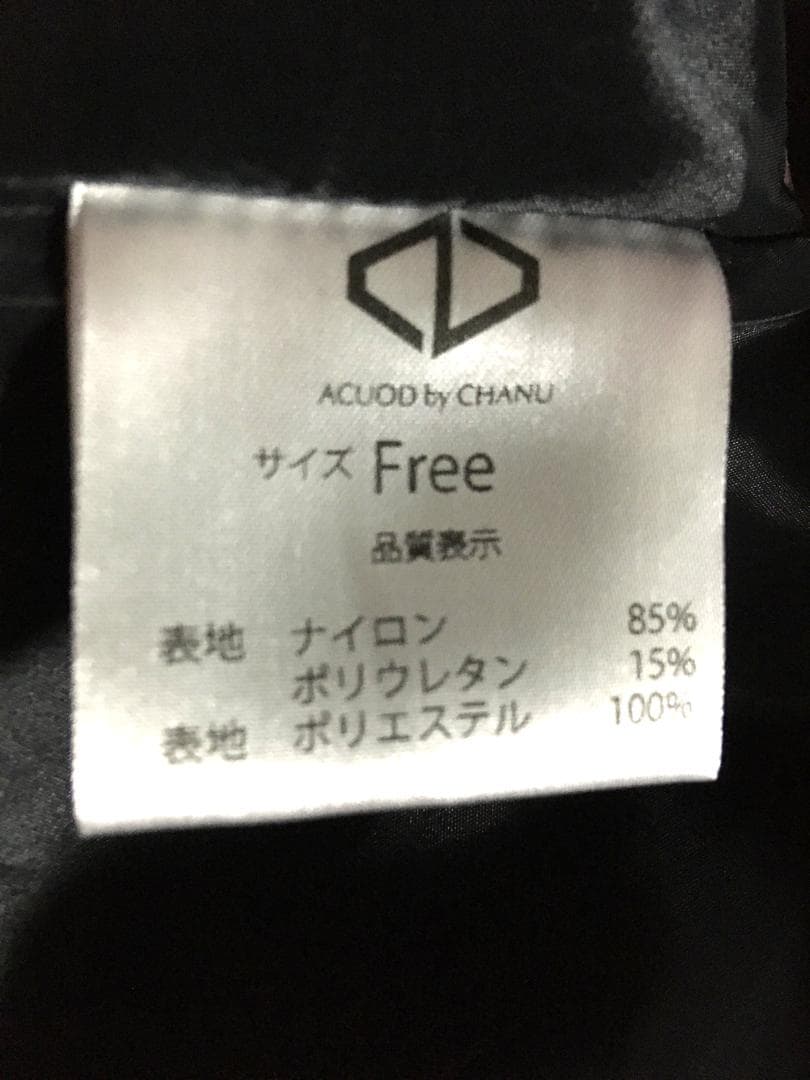 ACUOD by CHANU
サイズ Free
品質表示
表地 ナイロン 85%
ポリウレタン 15%
表地 ポリエステル 100%